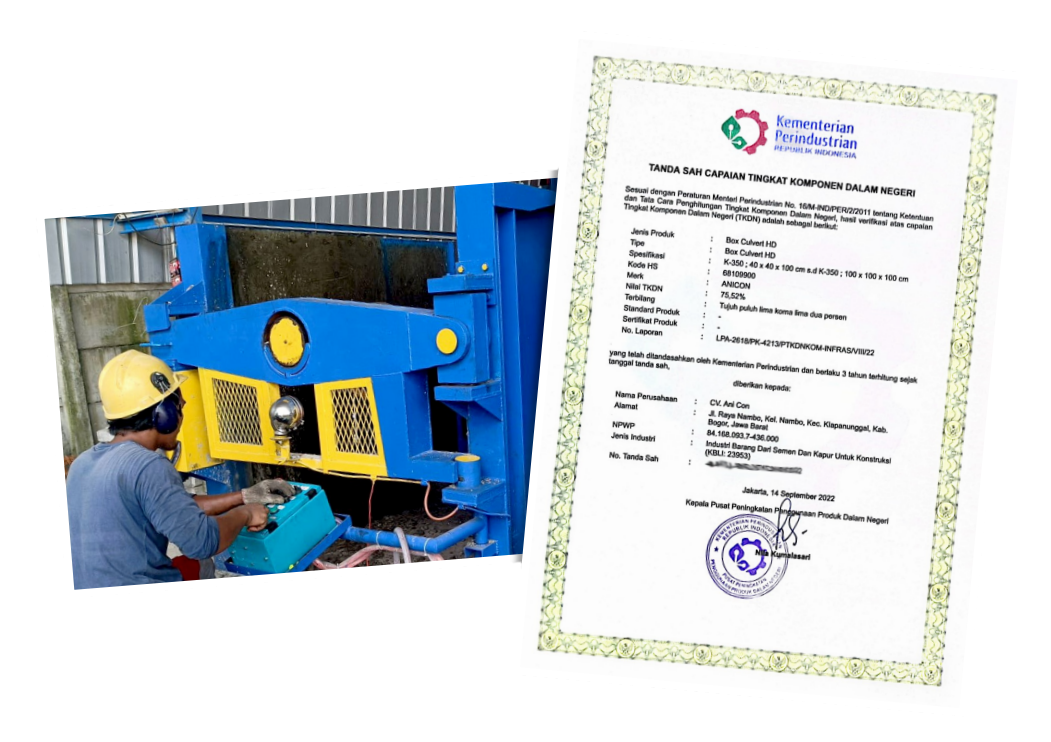 Kementerian
Perindustrian
REPUBLIK INDONESIA
TANDA SAH CAPAIAN TINGKAT KOMPONEN DALAM NEGERI
Sesuai dengan Peraturan Menteri Perindustrian No. 16/M-IND/PER/2/2011 tentang Ketentuan
dan Tata Cara Penghitungan Tingkat Komponen Dalam Negeri, hasil verifikasi atas capaian
Tingkat Komponen Dalam Negeri (TKDN) adalah sebagai berikut:
Jenis Produk : Box Culvert HD
Tipe : Box Culvert HD
Spesifikasi : K-350 ; 40 x 40 x 100 cm s.d K-350 ; 100 x 100 x 100 cm
Kode HS : 68109900
Merk : ANICON
Nilai TKDN : 75,52%
Terbilang : Tujuh puluh lima koma lima dua persen
Standard Produk : -
Sertifikat Produk : -
No. Laporan : LPA-2618/PK-4213/PTKDNKOM-INFRAS/VIII/22
yang telah ditandasahkan oleh Kementerian Perindustrian dan berlaku 3 tahun terhitung sejak
tanggal tanda sah,
diberikan kepada:
Nama Perusahaan : CV. Ani Con
Alamat : Jl. Raya Nambo, Kel. Nambo, Kec. Klapanunggal, Kab.
Bogor, Jawa Barat
NPWP : 84.168.093.7-436.000
Jenis Industri : Industri Barang Dari Semen Dan Kapur Untuk Konstruksi
(KBLI: 23953)
No. Tanda Sah :
Jakarta, 14 September 2022
Kepala Pusat Peningkatan Penggunaan Produk Dalam Negeri
KEMENTERIAN PERINDUSTRIAN
REPUBLIK INDONESIA
PUSAT PENINGKATAN
PENGGUNAAN PRODUK DALAM NEGERI
Nila Kumalasari